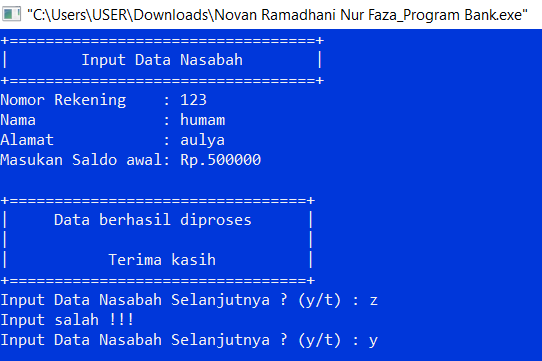 "C:\Users\USER\Downloads\Novan Ramadhani Nur Faza_Program Bank.exe"
+==================================+
|        Input Data Nasabah        |
+==================================+
Nomor Rekening    : 123
Nama              : humam
Alamat            : aulya
Masukan Saldo awal: Rp.500000
+=================================+
|     Data berhasil diproses      |
|                                 |
|           Terima kasih          |
+=================================+
Input Data Nasabah Selanjutnya ? (y/t) : z
Input salah !!!
Input Data Nasabah Selanjutnya ? (y/t) : y